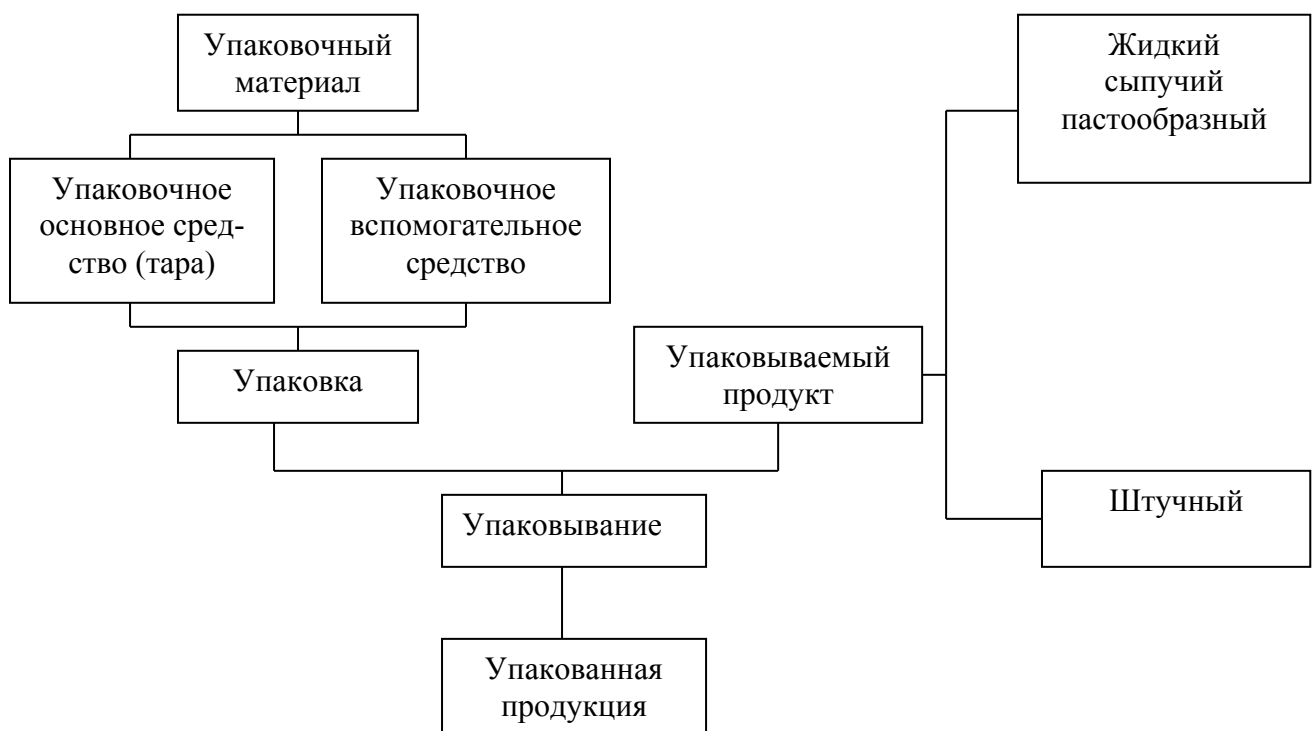 Упаковочный
материал
Жидкий
сыпучий
пастообразный
Упаковочное
основное сред-
ство (тара)
Упаковочное
вспомогательное
средство
Упаковка
Упаковываемый
продукт
Штучный
Упаковывание
Упакованная
продукция